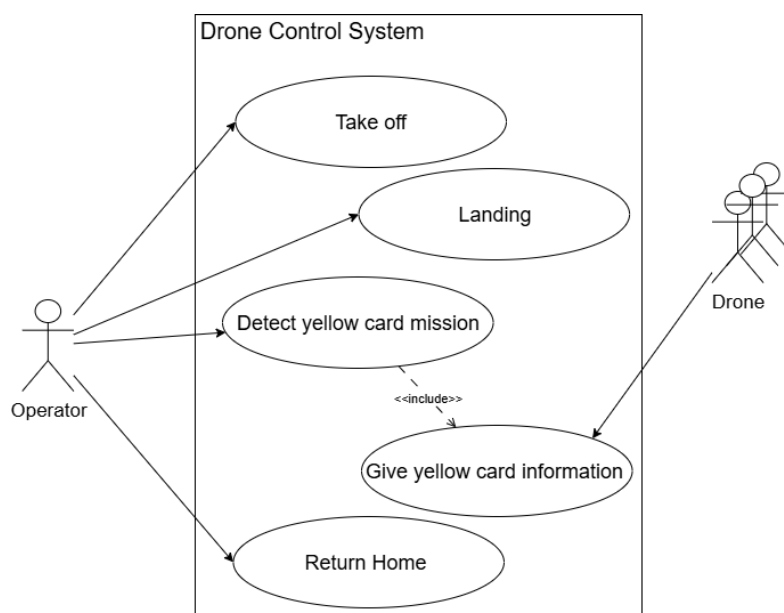 Drone Control System
Take off
Landing
Drone
Detect yellow card mission
Operator
<<include>>
Give yellow card information
Return Home